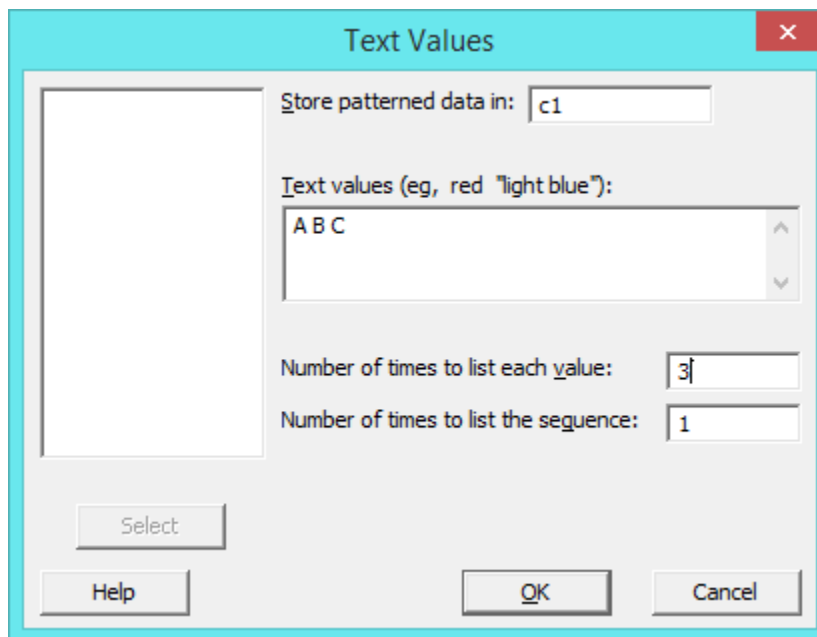 Text Values
Store patterned data in: c1
Text values (eg, red "light blue"):
A B C
Number of times to list each value: 3
Number of times to list the sequence: 1
Select
Help OK Cancel